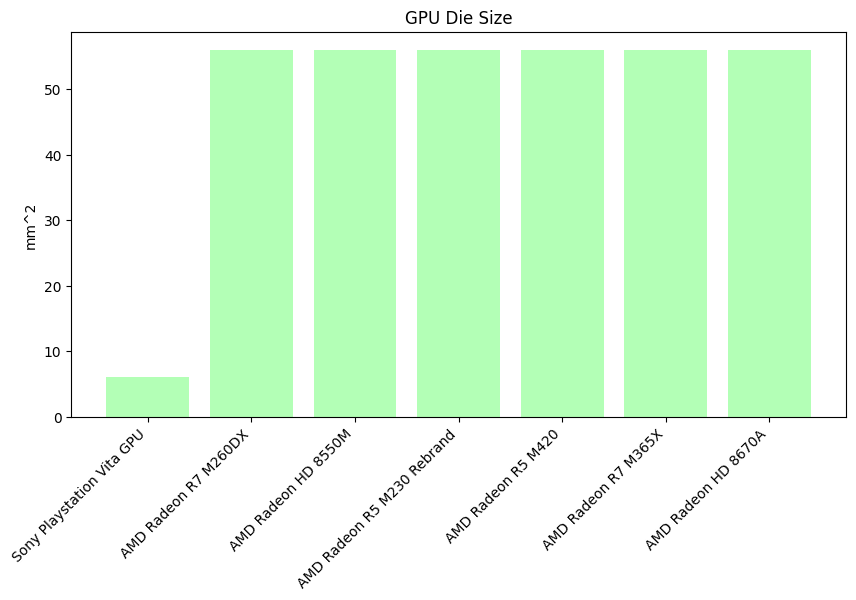 GPU Die Size
mm^2
50
40
30
20
10
0
Sony Playstation Vita GPU
AMD Radeon R7 M260DX
AMD Radeon HD 8550M
AMD Radeon R5 M230 Rebrand
AMD Radeon R5 M420
AMD Radeon R7 M365X
AMD Radeon HD 8670A